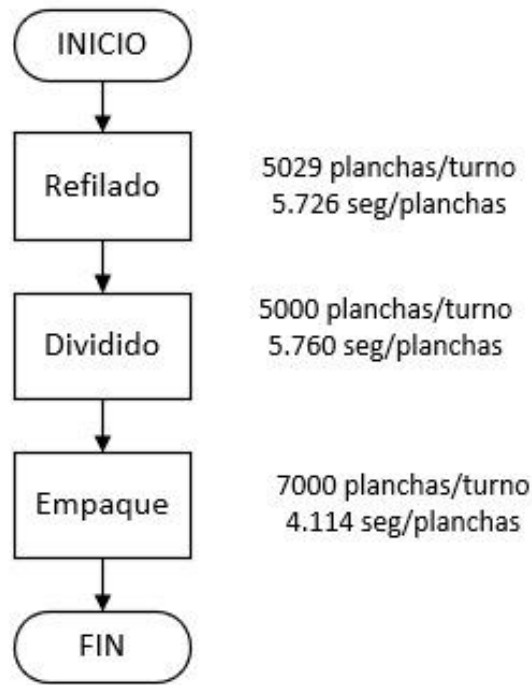 INICIO
Refilado
5029 planchas/turno
5.726 seg/planchas
Dividido
5000 planchas/turno
5.760 seg/planchas
Empaque
7000 planchas/turno
4.114 seg/planchas
FIN